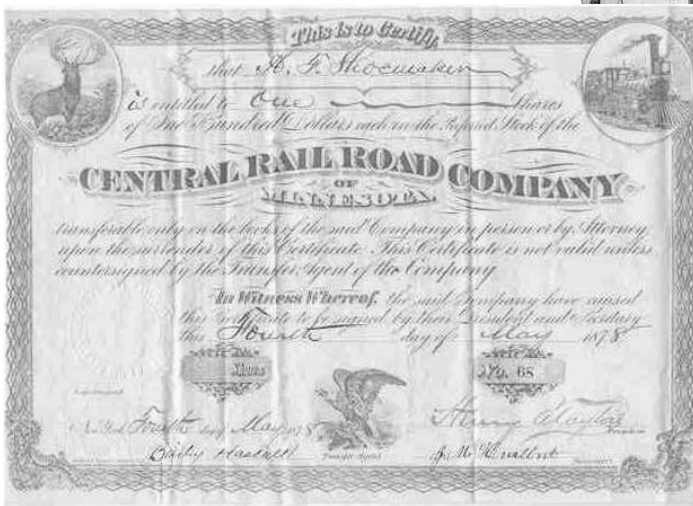 This is to Certify,
that A. F. Shoemaker
is entitled to One Shares
of One Hundred Dollars each in the Preferred Stock of the
CENTRAL RAIL ROAD COMPANY
OF
MINNESOTA.
transferable only on the books of the said Company in person or by Attorney,
upon the surrender of this Certificate. This Certificate is not valid unless
countersigned by the Transfer Agent of the Company
In Witness Whereof, the said Company have caused
this Certificate to be signed by their President and Secretary
this Fourth day of May 1878
Shares
No. 68
New York Fourth day May 1878
Henry
Transfer Agent